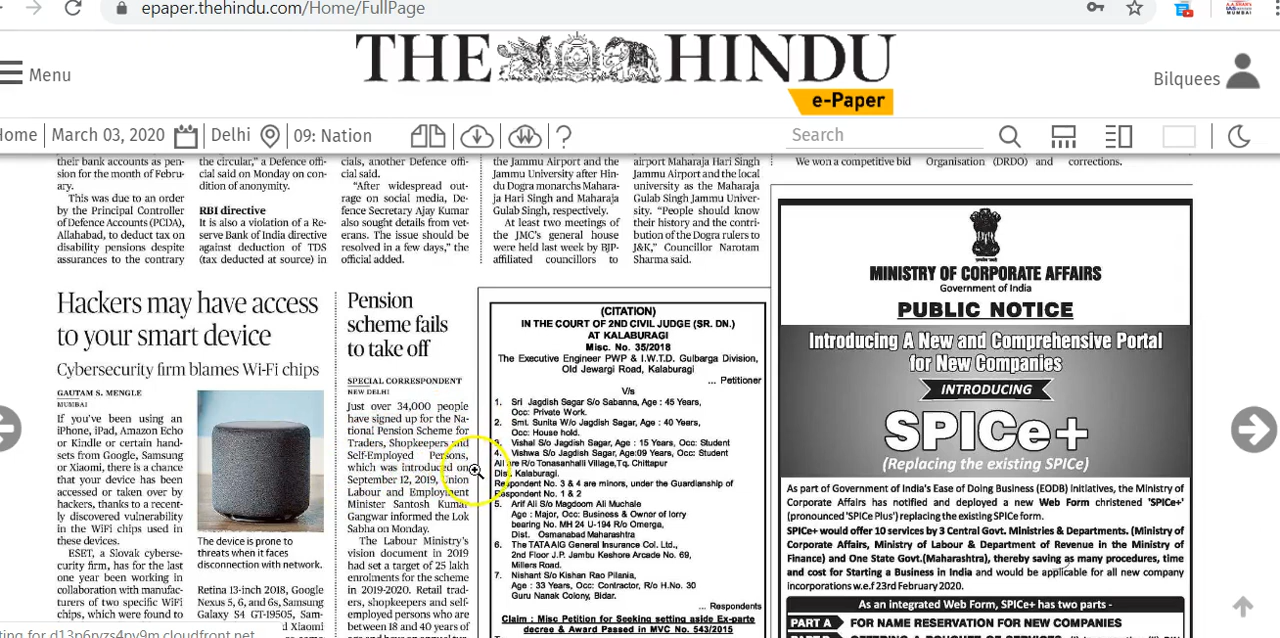 epaper.thehindu.com/Home/FullPage
THE HINDU
e-Paper
Menu
Bilquees
Home
March 03, 2020
Delhi
09: Nation
?
Search
their bank accounts as pen-
sion for the month of Febru-
ary.
This was due to an order
by the Principal Controller
of Defence Accounts (PCDA),
Allahabad, to deduct tax on
disability pensions despite
assurances to the contrary
the circular,” a Defence offi-
cial said on Monday on con-
dition of anonymity.
RBI directive
It is also a violation of a Re-
serve Bank of India directive
against deduction of TDS
(tax deducted at source) in
cials, another Defence offi-
cial said.
“After widespread out-
rage on social media, De-
fence Secretary Ajay Kumar
also sought details from vet-
erans. The issue should be
resolved in a few days,” the
official added.
the Jammu Airport and the
Jammu University after Hin-
du Dogra monarchs Mahara-
ja Hari Singh and Maharaja
Gulab Singh, respectively.
At least two meetings of
the JMC’s general house
were held last week by BJP-
affiliated councillors to
airport Maharaja Hari Singh
Jammu Airport and the local
university as the Maharaja
Gulab Singh Jammu Univer-
sity. “People should know
their history and the contri-
bution of the Dogra rulers to
J&K,” Councillor Narotam
Sharma said.
We won a competitive bid
Organisation (DRDO) and
corrections.
Hackers may have access
to your smart device
Cybersecurity firm blames Wi-Fi chips
GAUTAM S. MENGLE
MUMBAI
If you’ve been using an
iPhone, iPad, Amazon Echo
or Kindle or certain hand-
sets from Google, Samsung
or Xiaomi, there is a chance
that your device has been
accessed or taken over by
hackers, thanks to a recent-
ly discovered vulnerability
in the WiFi chips used in
these devices.
ESET, a Slovak cyberse-
curity firm, has for the last
one year been working in
collaboration with manufac-
turers of two specific WiFi
chips, which were found to
The device is prone to
threats when it faces
disconnection with network.
Retina 13-inch 2018, Google
Nexus 5, 6, and 6s, Samsung
Galaxy S4 GT-I9505, Sam-
Xiaomi
Pension
scheme fails
to take off
SPECIAL CORRESPONDENT
NEW DELHI
Just over 34,000 people
have signed up for the Na-
tional Pension Scheme for
Traders, Shopkeepers and
Self-Employed Persons,
which was introduced on
September 12, 2019, Union
Labour and Employment
Minister Santosh Kumar
Gangwar informed the Lok
Sabha on Monday.
The Labour Ministry’s
vision document in 2019
had set a target of 25 lakh
enrolments for the scheme
in 2019-2020. Retail trad-
ers, shopkeepers and self-
employed persons who are
between 18 and 40 years of
(CITATION)
IN THE COURT OF 2ND CIVIL JUDGE (SR. DN.)
AT KALABURAGI
Misc. No. 35/2018
The Executive Engineer PWP & I.W.T.D. Gulbarga Division,
Old Jewargi Road, Kalaburagi
... Petitioner
V/s
1. Sri Jagdish Sagar S/o Sabanna, Age : 45 Years,
Occ: Private Work.
2. Smt. Sunita W/o Jagdish Sagar, Age : 40 Years,
Occ: House hold.
3. Vishal S/o Jagdish Sagar, Age : 15 Years, Occ: Student
4. Vishwa S/o Jagdish Sagar, Age:09 Years, Occ: Student
All are R/o Tonasanhalli Village,Tq. Chittapur
Dist. Kalaburagi.
Respondent No. 3 & 4 are minors, under the Guardianship of
Respondent No. 1 & 2
5. Arif Ali S/o Magdoom Ali Muchale
Age : Major, Occ: Business & Owner of lorry
bearing No. MH 24 U-194 R/o Omerga,
Dist. Osmanabad Maharashtra
6. The TATA AIG General Insurance Col. Ltd.,
2nd Floor J.P. Jambu Keshore Arcade No. 69,
Millers Road.
7. Nishant S/o Kishan Rao Pilania,
Age : 33 Years, Occ: Contractor, R/o H.No. 30
Guru Nanak Colony, Bidar.
... Respondents
Claim : Misc Petition for Seeking setting aside Ex-parte
decree & Award Passed in MVC No. 543/2015
MINISTRY OF CORPORATE AFFAIRS
Government of India
PUBLIC NOTICE
Introducing A New and Comprehensive Portal
for New Companies
INTRODUCING
SPICe+
(Replacing the existing SPICe)
As part of Government of India's Ease of Doing Business (EODB) initiatives, the Ministry of
Corporate Affairs has notified and deployed a new Web Form christened 'SPICe+'
(pronounced 'SPICe Plus') replacing the existing SPICe form.
SPICe+ would offer 10 services by 3 Central Govt. Ministries & Departments. (Ministry of
Corporate Affairs, Ministry of Labour & Department of Revenue in the Ministry of
Finance) and One State Govt.(Maharashtra), thereby saving as many procedures, time
and cost for Starting a Business in India and would be applicable for all new company
incorporations w.e.f 23rd February 2020.
As an integrated Web Form, SPICe+ has two parts -
PART A FOR NAME RESERVATION FOR NEW COMPANIES